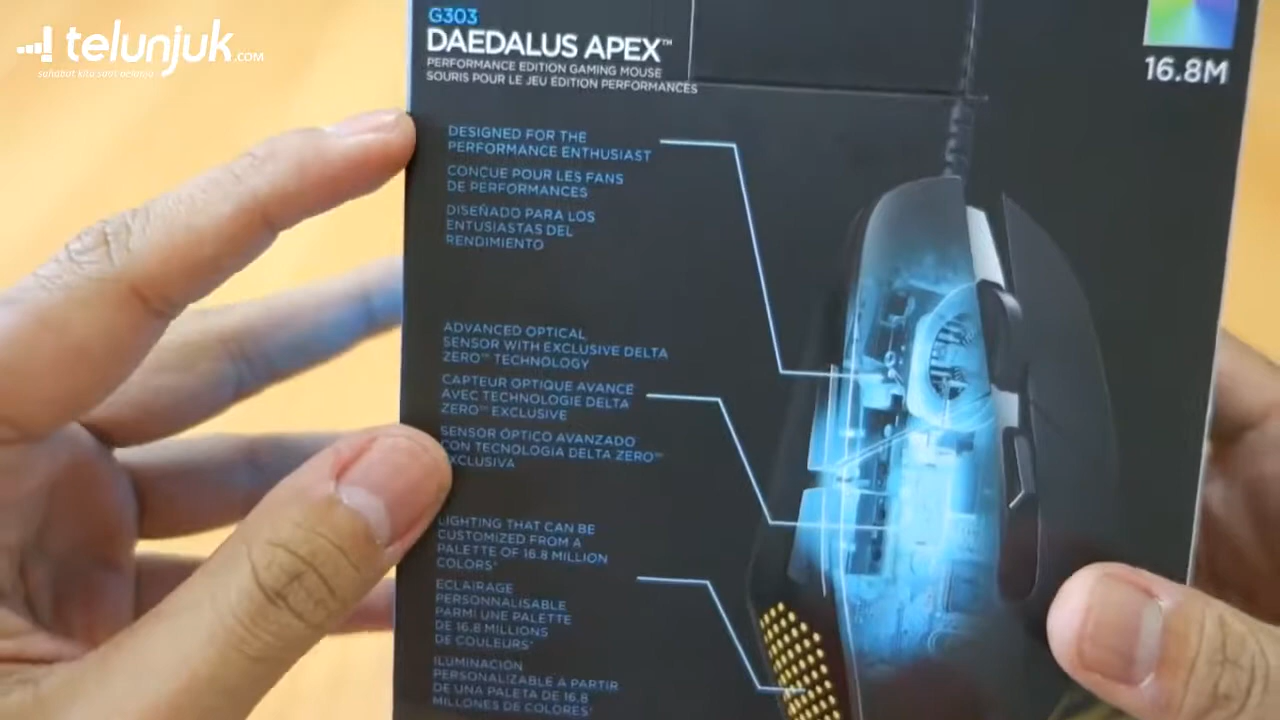 telunjuk.COM
sahabat kita saat belanja
G303
DAEDALUS APEX™
PERFORMANCE EDITION GAMING MOUSE
SOURIS POUR LE JEU ÉDITION PERFORMANCES
16.8M
DESIGNED FOR THE
PERFORMANCE ENTHUSIAST
CONCUE POUR LES FANS
DE PERFORMANCES
DISEÑADO PARA LOS
ENTUSIASTAS DEL
RENDIMIENTO
ADVANCED OPTICAL
SENSOR WITH EXCLUSIVE DELTA
ZERO™ TECHNOLOGY
CAPTEUR OPTIQUE AVANCE
AVEC TECHNOLOGIE DELTA
ZERO™ EXCLUSIVE
SENSOR ÓPTICO AVANZADO
CON TECNOLOGIA DELTA ZERO™
EXCLUSIVA
LIGHTING THAT CAN BE
CUSTOMIZED FROM A
PALETTE OF 16.8 MILLION
COLORS*
ECLAIRAGE
PERSONNALISABLE
PARMI UNE PALETTE
DE 16.8 MILLIONS
DE COULEURS*
ILUMINACION
PERSONALIZABLE A PARTIR
DE UNA PALETA DE 16.8
MILLONES DE COLORES*